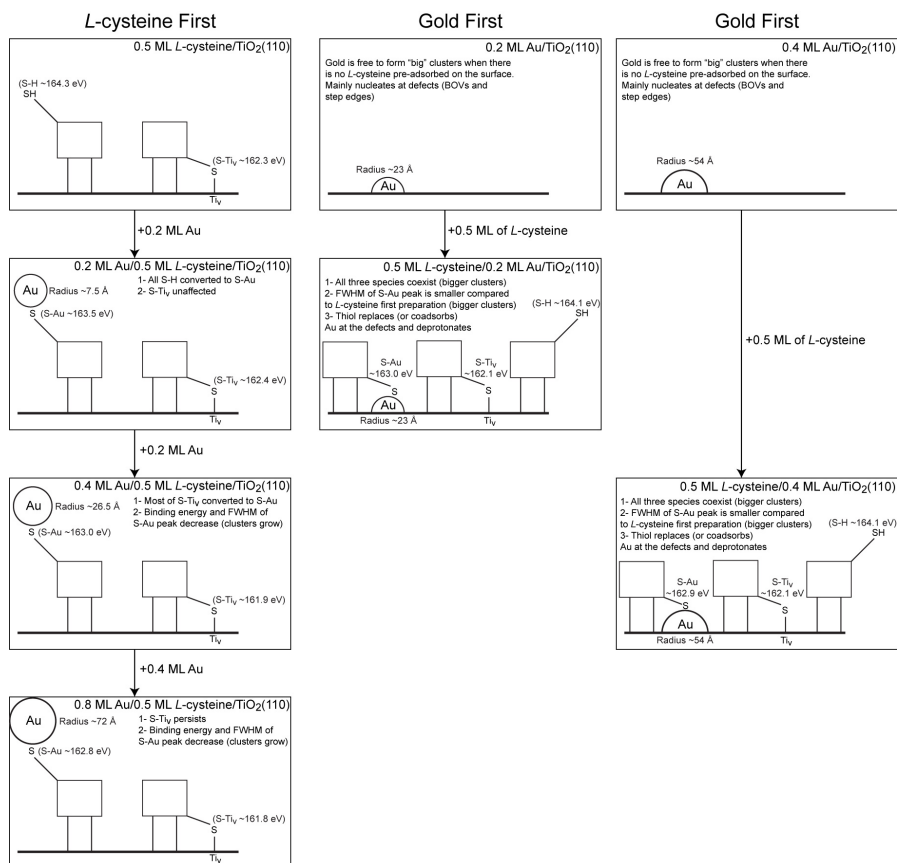 L-cysteine First
0.5 ML L-cysteine/TiO2(110)
(S-H ~164.3 eV)
SH
(S-Tiv ~162.3 eV)
S
Tiv
+0.2 ML Au
0.2 ML Au/0.5 L-cysteine/TiO2(110)
1- All S-H converted to S-Au
2- S-Tiv unaffected
Au
Radius ~7.5 Å
S (S-Au ~163.5 eV)
(S-Tiv ~162.4 eV)
S
Tiv
+0.2 ML Au
0.4 ML Au/0.5 ML L-cysteine/TiO2(110)
1- Most of S-Tiv converted to S-Au
2- Binding energy and FWHM of
S-Au peak decrease (clusters grow)
Au
Radius ~26.5 Å
S (S-Au ~163.0 eV)
(S-Tiv ~161.9 eV)
S
Tiv
+0.4 ML Au
0.8 ML Au/0.5 ML L-cysteine/TiO2(110)
1- S-Tiv persists
2- Binding energy and FWHM of
S-Au peak decrease (clusters grow)
Au
Radius ~72 Å
S (S-Au ~162.8 eV)
(S-Tiv ~161.8 eV)
S
Tiv
Gold First
0.2 ML Au/TiO2(110)
Gold is free to form "big" clusters when there
is no L-cysteine pre-adsorbed on the surface.
Mainly nucleates at defects (BOVs and
step edges)
Radius ~23 Å
Au
+0.5 ML of L-cysteine
0.5 ML L-cysteine/0.2 ML Au/TiO2(110)
1- All three species coexist (bigger clusters)
2- FWHM of S-Au peak is smaller compared
to L-cysteine first preparation (bigger clusters)
3- Thiol replaces (or coadsorbs)
Au at the defects and deprotonates
(S-H ~164.1 eV)
SH
S-Au
~163.0 eV
S
S-Tiv
~162.1 eV
S
Au
Radius ~23 Å
Tiv
Gold First
0.4 ML Au/TiO2(110)
Gold is free to form "big" clusters when there
is no L-cysteine pre-adsorbed on the surface.
Mainly nucleates at defects (BOVs and
step edges)
Radius ~54 Å
Au
+0.5 ML of L-cysteine
0.5 ML L-cysteine/0.4 ML Au/TiO2(110)
1- All three species coexist (bigger clusters)
2- FWHM of S-Au peak is smaller compared
to L-cysteine first preparation (bigger clusters)
3- Thiol replaces (or coadsorbs)
Au at the defects and deprotonates
(S-H ~164.1 eV)
SH
S-Au
~162.9 eV
S
S-Tiv
~162.1 eV
S
Au
Radius ~54 Å
Tiv